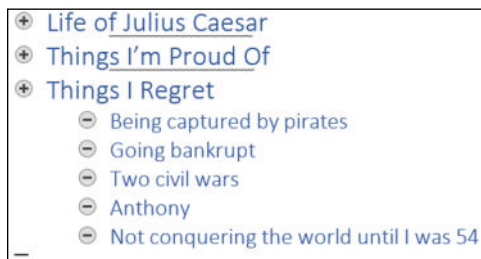 Life of Julius Caesar
Things I'm Proud Of
Things I Regret
Being captured by pirates
Going bankrupt
Two civil wars
Anthony
Not conquering the world until I was 54